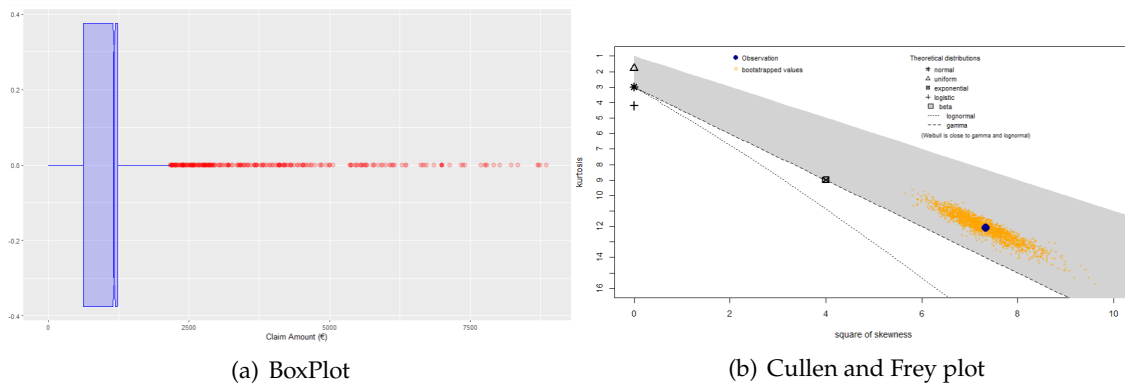 0.4
0.2
0.0
-0.2
-0.4
0
2500
5000
7500
Claim Amount (€)
(a) BoxPlot
kurtosis
1
2
3
4
5
6
7
8
9
10
12
14
16
Observation
bootstrapped values
Theoretical distributions
normal
uniform
exponential
logistic
beta
lognormal
gamma
(Weibull is close to gamma and lognormal)
0
2
4
6
8
10
square of skewness
(b) Cullen and Frey plot